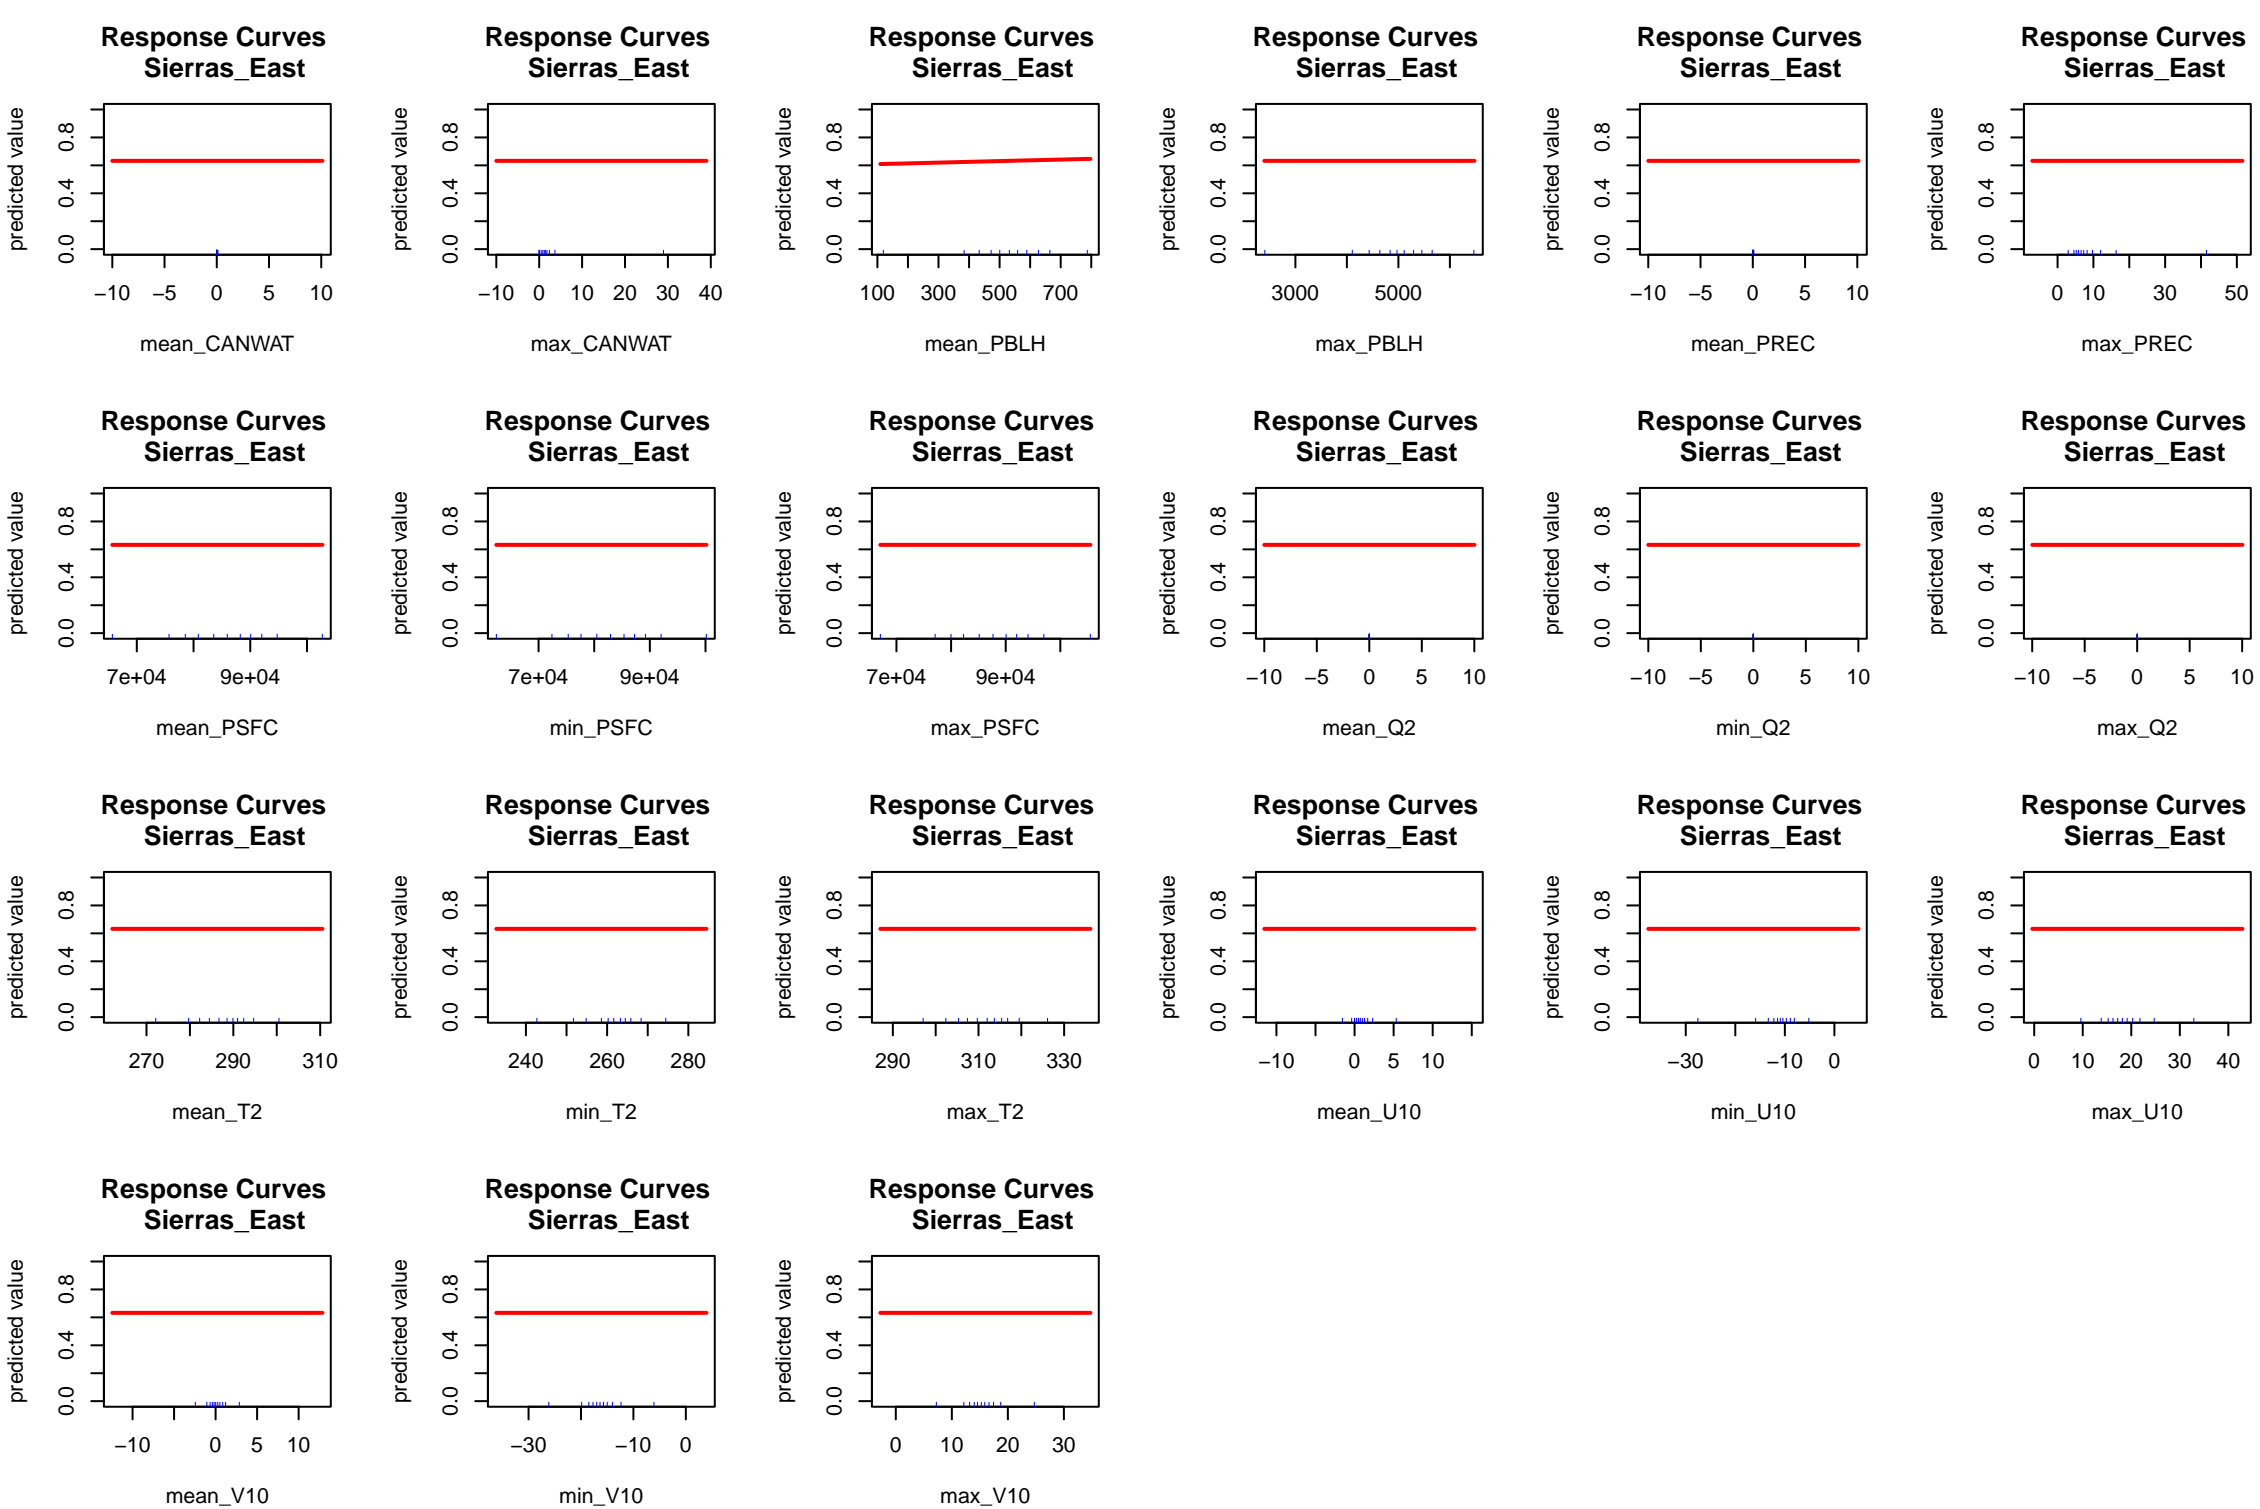 Response Curves
Sierras_East
predicted value
0.0 0.4 0.8
−10 −5 0 5 10
mean_CANWAT
Response Curves
Sierras_East
predicted value
0.0 0.4 0.8
−10 0 10 20 30 40
max_CANWAT
Response Curves
Sierras_East
predicted value
0.0 0.4 0.8
100 300 500 700
mean_PBLH
Response Curves
Sierras_East
predicted value
0.0 0.4 0.8
3000 5000
max_PBLH
Response Curves
Sierras_East
predicted value
0.0 0.4 0.8
−10 −5 0 5 10
mean_PREC
Response Curves
Sierras_East
predicted value
0.0 0.4 0.8
0 10 30 50
max_PREC
Response Curves
Sierras_East
predicted value
0.0 0.4 0.8
7e+04 9e+04
mean_PSFC
Response Curves
Sierras_East
predicted value
0.0 0.4 0.8
7e+04 9e+04
min_PSFC
Response Curves
Sierras_East
predicted value
0.0 0.4 0.8
7e+04 9e+04
max_PSFC
Response Curves
Sierras_East
predicted value
0.0 0.4 0.8
−10 −5 0 5 10
mean_Q2
Response Curves
Sierras_East
predicted value
0.0 0.4 0.8
−10 −5 0 5 10
min_Q2
Response Curves
Sierras_East
predicted value
0.0 0.4 0.8
−10 −5 0 5 10
max_Q2
Response Curves
Sierras_East
predicted value
0.0 0.4 0.8
270 290 310
mean_T2
Response Curves
Sierras_East
predicted value
0.0 0.4 0.8
240 260 280
min_T2
Response Curves
Sierras_East
predicted value
0.0 0.4 0.8
290 310 330
max_T2
Response Curves
Sierras_East
predicted value
0.0 0.4 0.8
−10 0 5 10
mean_U10
Response Curves
Sierras_East
predicted value
0.0 0.4 0.8
−30 −10 0
min_U10
Response Curves
Sierras_East
predicted value
0.0 0.4 0.8
0 10 20 30 40
max_U10
Response Curves
Sierras_East
predicted value
0.0 0.4 0.8
−10 0 5 10
mean_V10
Response Curves
Sierras_East
predicted value
0.0 0.4 0.8
−30 −10 0
min_V10
Response Curves
Sierras_East
predicted value
0.0 0.4 0.8
0 10 20 30
max_V10